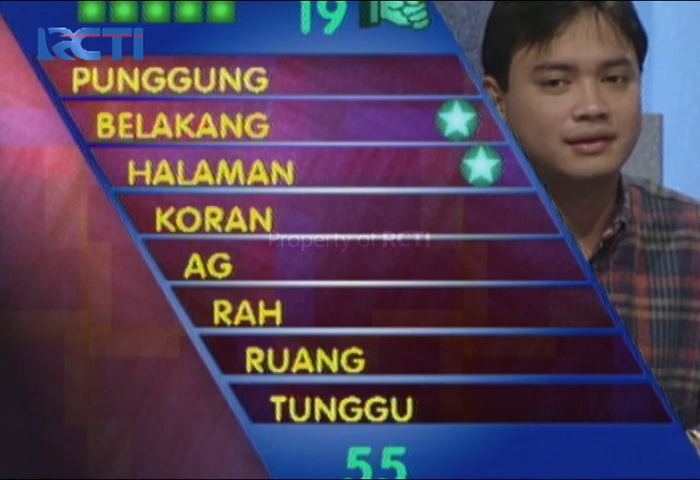 19
RCTI
PUNGGUNG
BELAKANG
HALAMAN
KORAN
Property of RCTI
AG
RAH
RUANG
TUNGGU
55